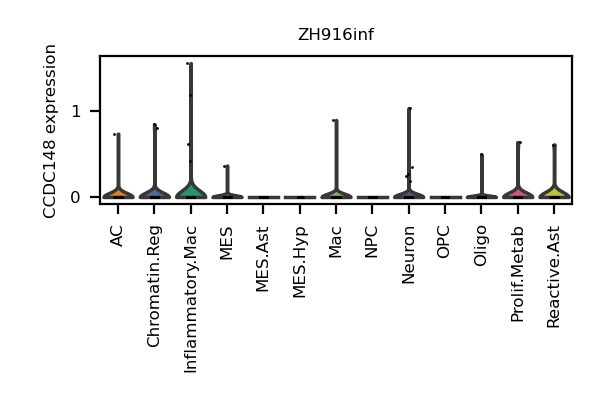 ZH916inf
CCDC148 expression
1
0
AC
Chromatin.Reg
Inflammatory.Mac
MES
MES.Ast
MES.Hyp
Mac
NPC
Neuron
OPC
Oligo
Prolif.Metab
Reactive.Ast